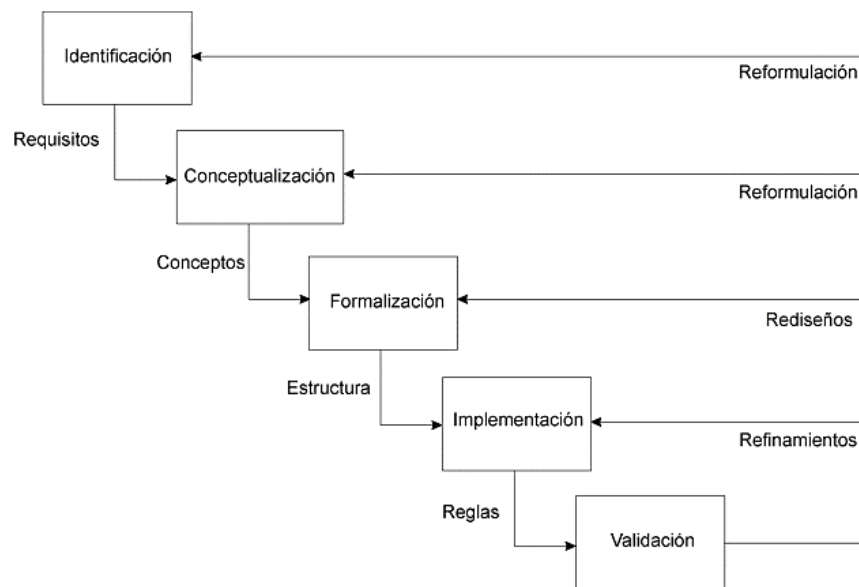 Identificación
Reformulación
Requisitos
Conceptualización
Reformulación
Conceptos
Formalización
Rediseños
Estructura
Implementación
Refinamientos
Reglas
Validación